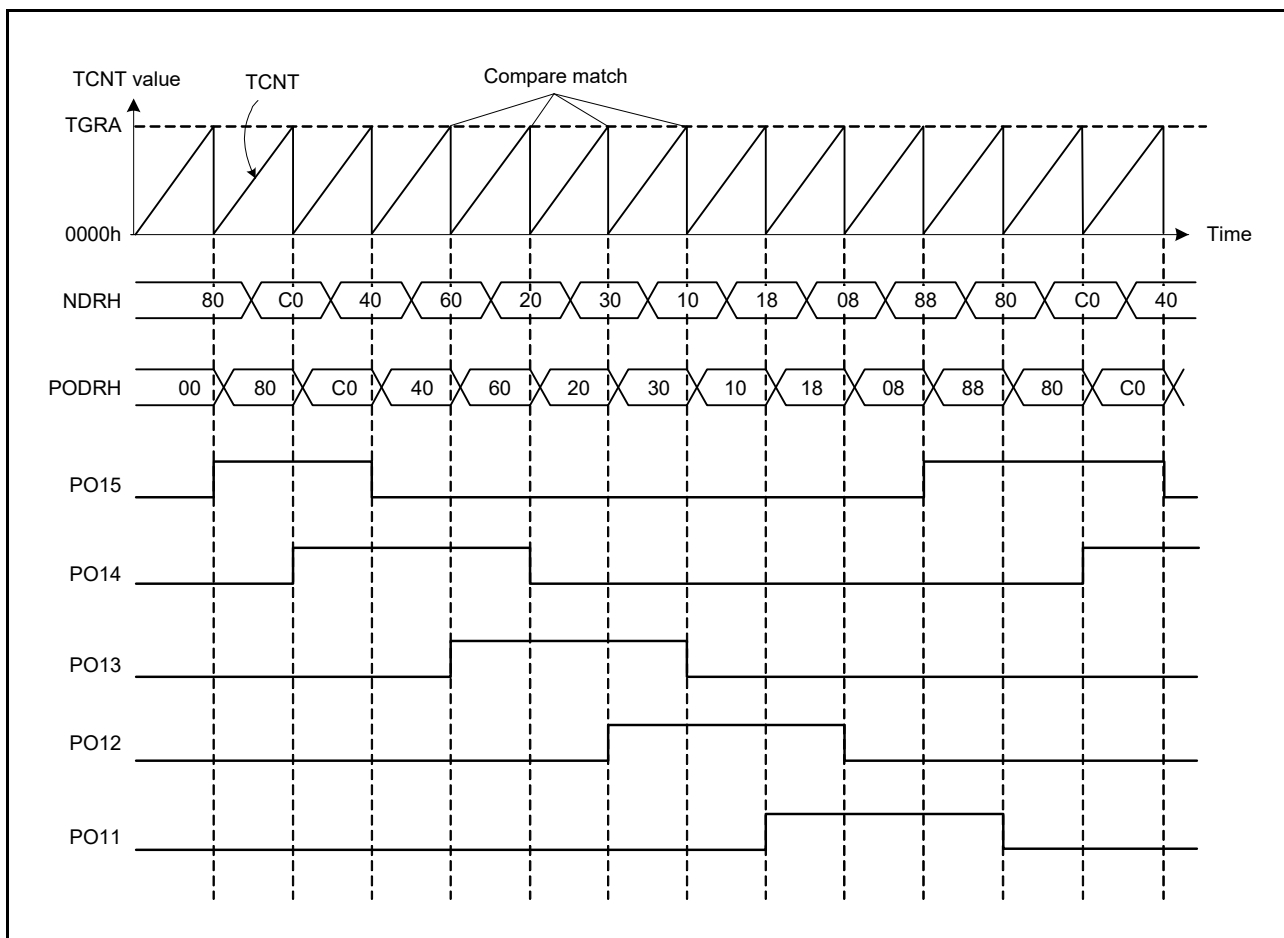 TCNT value
TCNT
Compare match
TGRA
0000h
Time
NDRH 80 C0 40 60 20 30 10 18 08 88 80 C0 40
PODRH 00 80 C0 40 60 20 30 10 18 08 88 80 C0
PO15
PO14
PO13
PO12
PO11